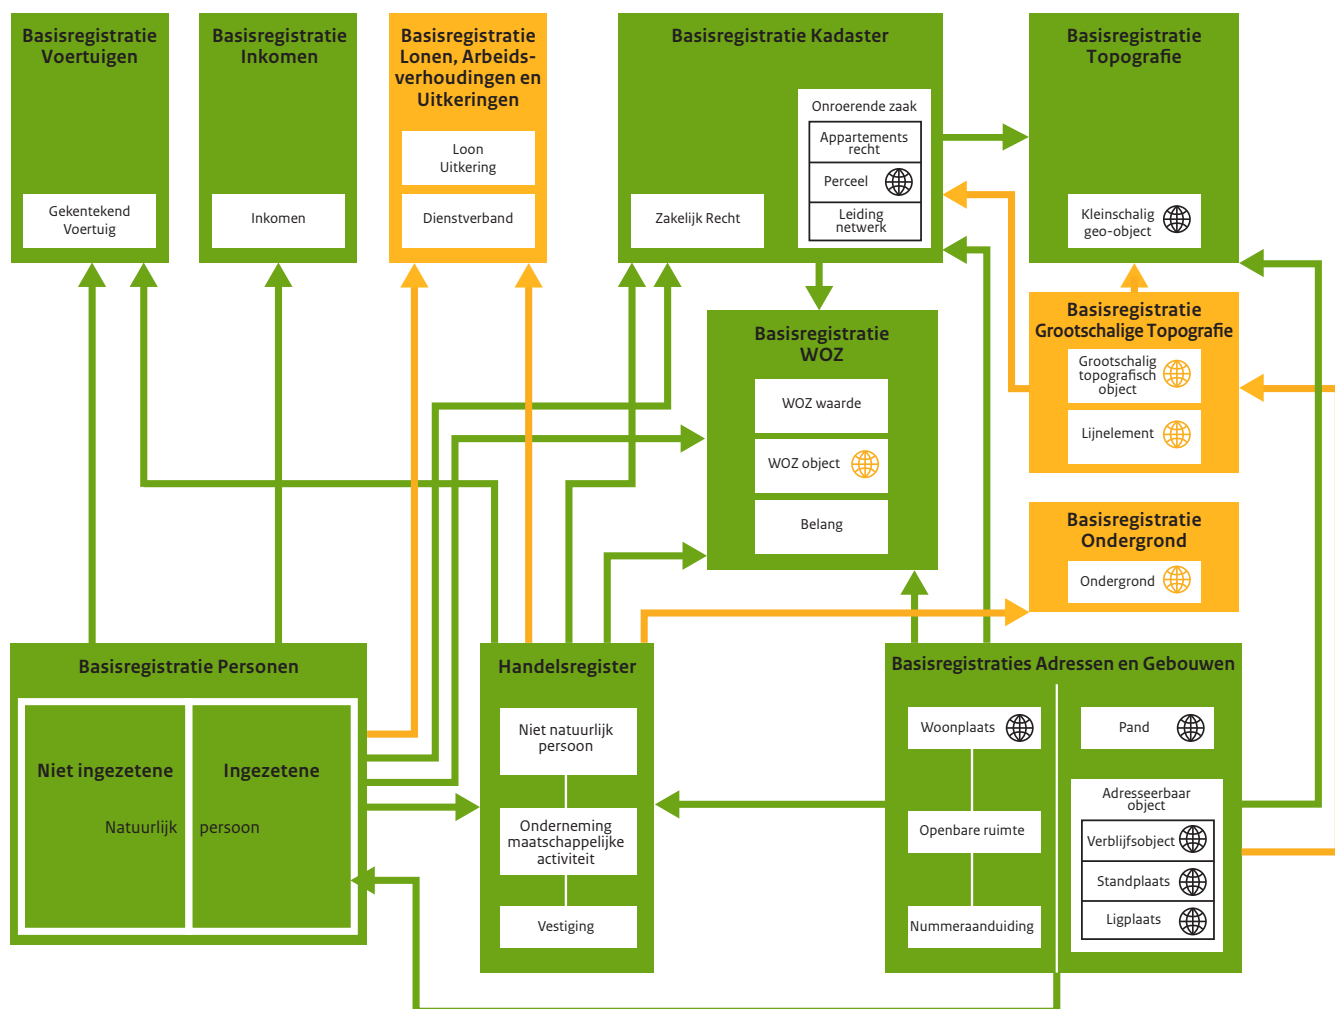 Basisregistratie
Voertuigen
Gekentekend
Voertuig
Basisregistratie
Inkomen
Inkomen
Basisregistratie
Lonen, Arbeids-
verhoudingen en
Uitkeringen
Loon
Uitkering
Dienstverband
Basisregistratie Kadaster
Zakelijk Recht
Onroerende zaak
Appartements
recht
Perceel
Leiding
netwerk
Basisregistratie
Topografie
Kleinschalig
geo-object
Basisregistratie
WOZ
WOZ waarde
WOZ object
Belang
Basisregistratie
Grootschalige Topografie
Grootschalig
topografisch
object
Lijnelement
Basisregistratie
Ondergrond
Ondergrond
Basisregistratie Personen
Niet ingezetene
Ingezetene
Natuurlijk persoon
Handelsregister
Niet natuurlijk
persoon
Onderneming
maatschappelijke
activiteit
Vestiging
Basisregistraties Adressen en Gebouwen
Woonplaats
Openbare ruimte
Nummeraanduiding
Pand
Adresseerbaar
object
Verblijfsobject
Standplaats
Ligplaats